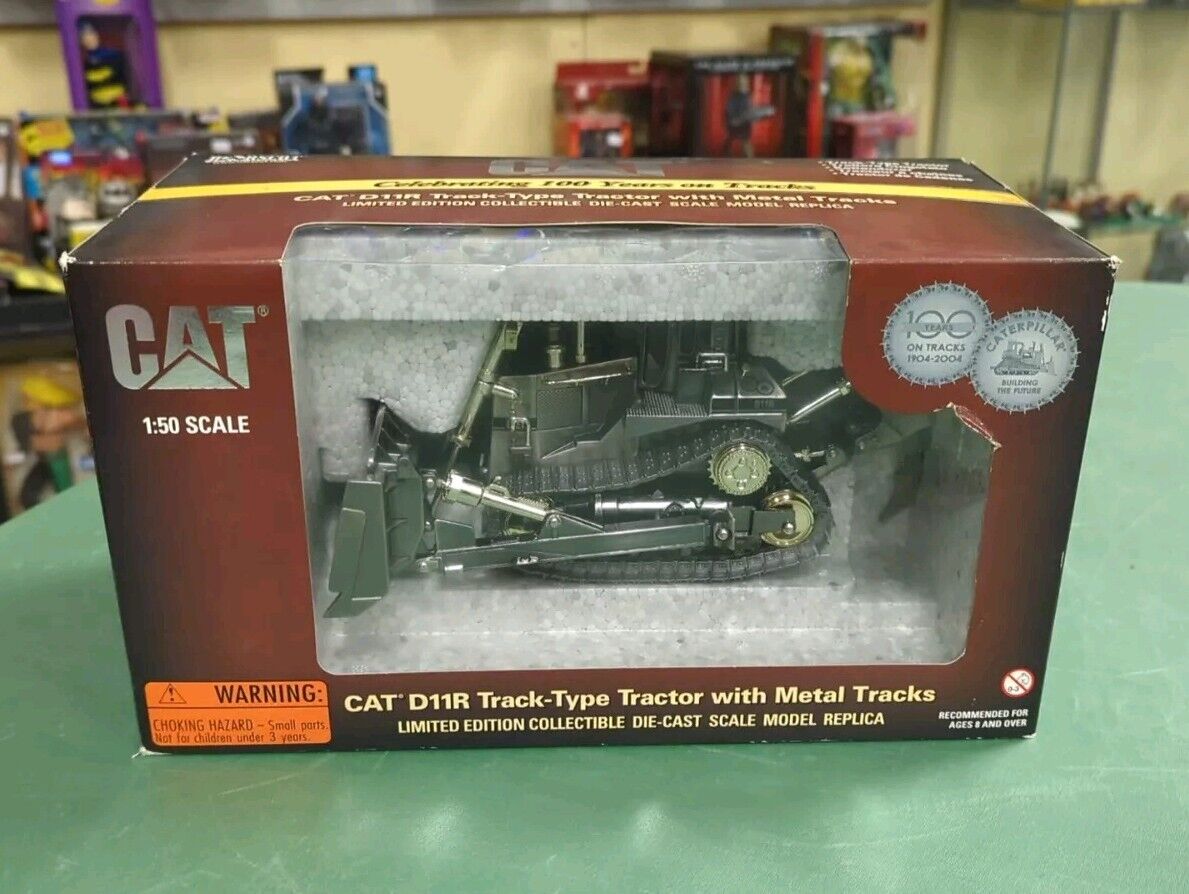 CAT
Celebrating 100 Years on Tracks
CAT® D11R Track-Type Tractor with Metal Tracks
LIMITED EDITION COLLECTIBLE DIE-CAST SCALE MODEL REPLICA
CAT®
1:50 SCALE
100
YEARS
ON TRACKS
1904-2004
CATERPILLAR
BUILDING
THE FUTURE
WARNING:
CHOKING HAZARD – Small parts.
Not for children under 3 years.
CAT® D11R Track-Type Tractor with Metal Tracks
LIMITED EDITION COLLECTIBLE DIE-CAST SCALE MODEL REPLICA
0-3
RECOMMENDED FOR
AGES 8 AND OVER